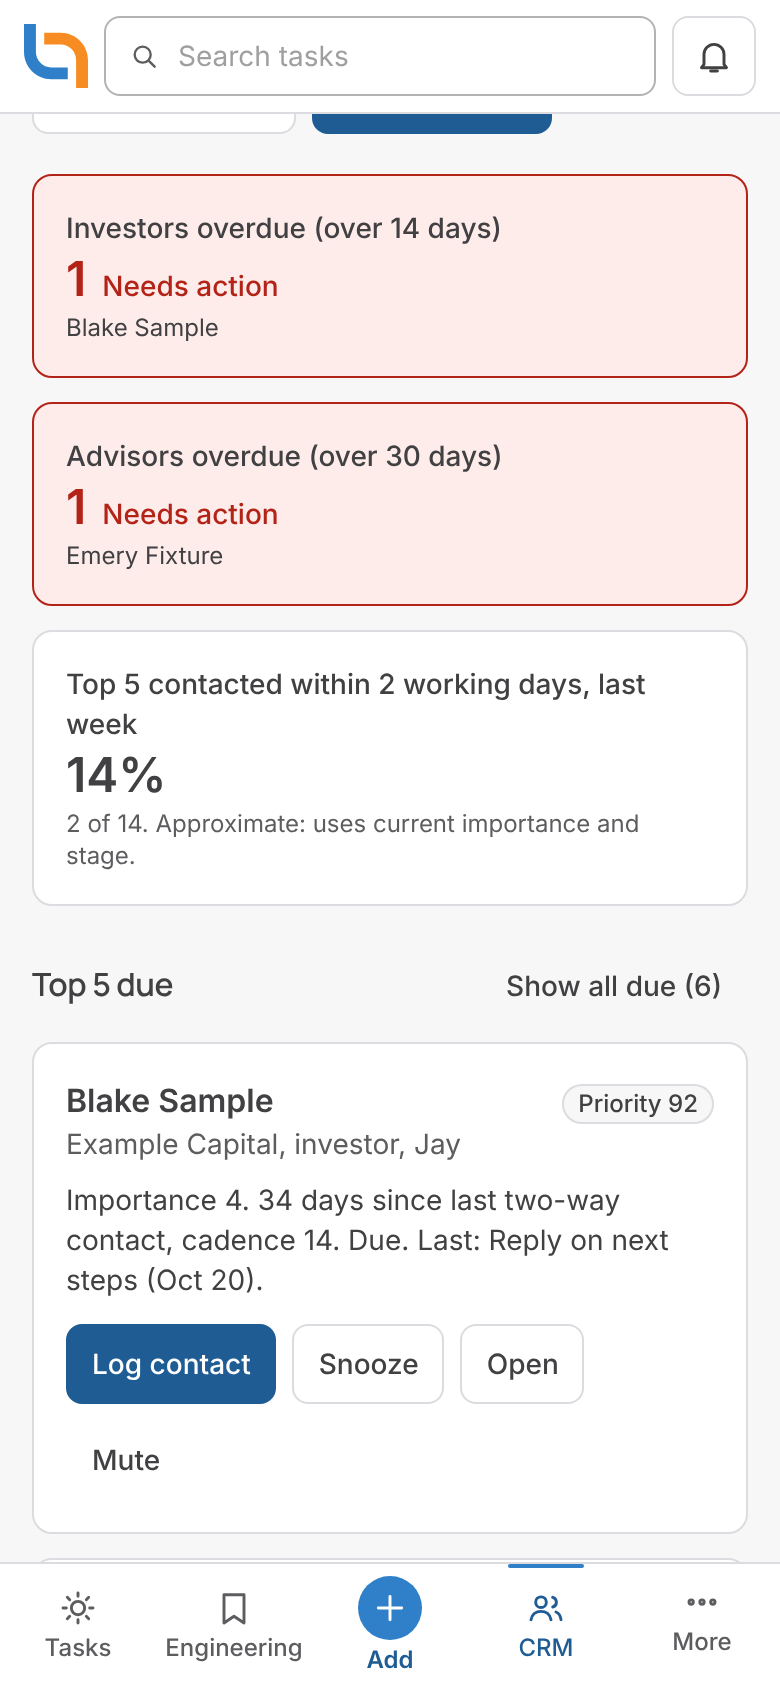 Search tasks
Investors overdue (over 14 days)
1 Needs action
Blake Sample
Advisors overdue (over 30 days)
1 Needs action
Emery Fixture
Top 5 contacted within 2 working days, last
week
14%
2 of 14. Approximate: uses current importance and
stage.
Top 5 due
Show all due (6)
Blake Sample
Priority 92
Example Capital, investor, Jay
Importance 4. 34 days since last two-way
contact, cadence 14. Due. Last: Reply on next
steps (Oct 20).
Log contact
Snooze
Open
Mute
Tasks
Engineering
Add
CRM
More